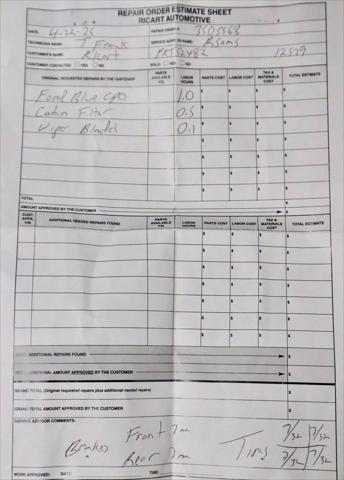 REPAIR ORDER ESTIMATE SHEET
RICART AUTOMOTIVE
DATE: 4-22-25 REPAIR ORDER #
TECHNICIAN NAME: T. Frank SERVICE ADVISOR NAME:
CUSTOMER'S NAME: Ricart 12579
CUSTOMER CONTACTED YES NO SOLD: YES NO
ORIGINAL REQUESTED REPAIRS BY THE CUSTOMER PARTS AVAILABLE Y/N LABOR HOURS PARTS COST LABOR COST TAX & MATERIALS COST TOTAL ESTIMATE
Ford Blue CPO 1.0 $ $ $ $
Cabin Filter 0.5 $ $ $ $
Wiper Blades 0.1 $ $ $ $
TOTAL
AMOUNT APPROVED BY THE CUSTOMER $
CUST. APPR. Y/N ADDITIONAL NEEDED REPAIRS FOUND PARTS AVAILABLE Y/N LABOR HOURS PARTS COST LABOR COST TAX & MATERIALS COST TOTAL ESTIMATE
ADDITIONAL REPAIRS FOUND $
ADDITIONAL AMOUNT APPROVED BY THE CUSTOMER $
GRAND TOTAL (Original requested repairs plus additional needed repairs) $
GRAND TOTAL AMOUNT APPROVED BY THE CUSTOMER $
SERVICE ADVISOR COMMENTS:
Brakes Front 7mm Tires 7/32 7/32
Rear 7mm 7/32 7/32
WORK APPROVED: DATE: TIME: